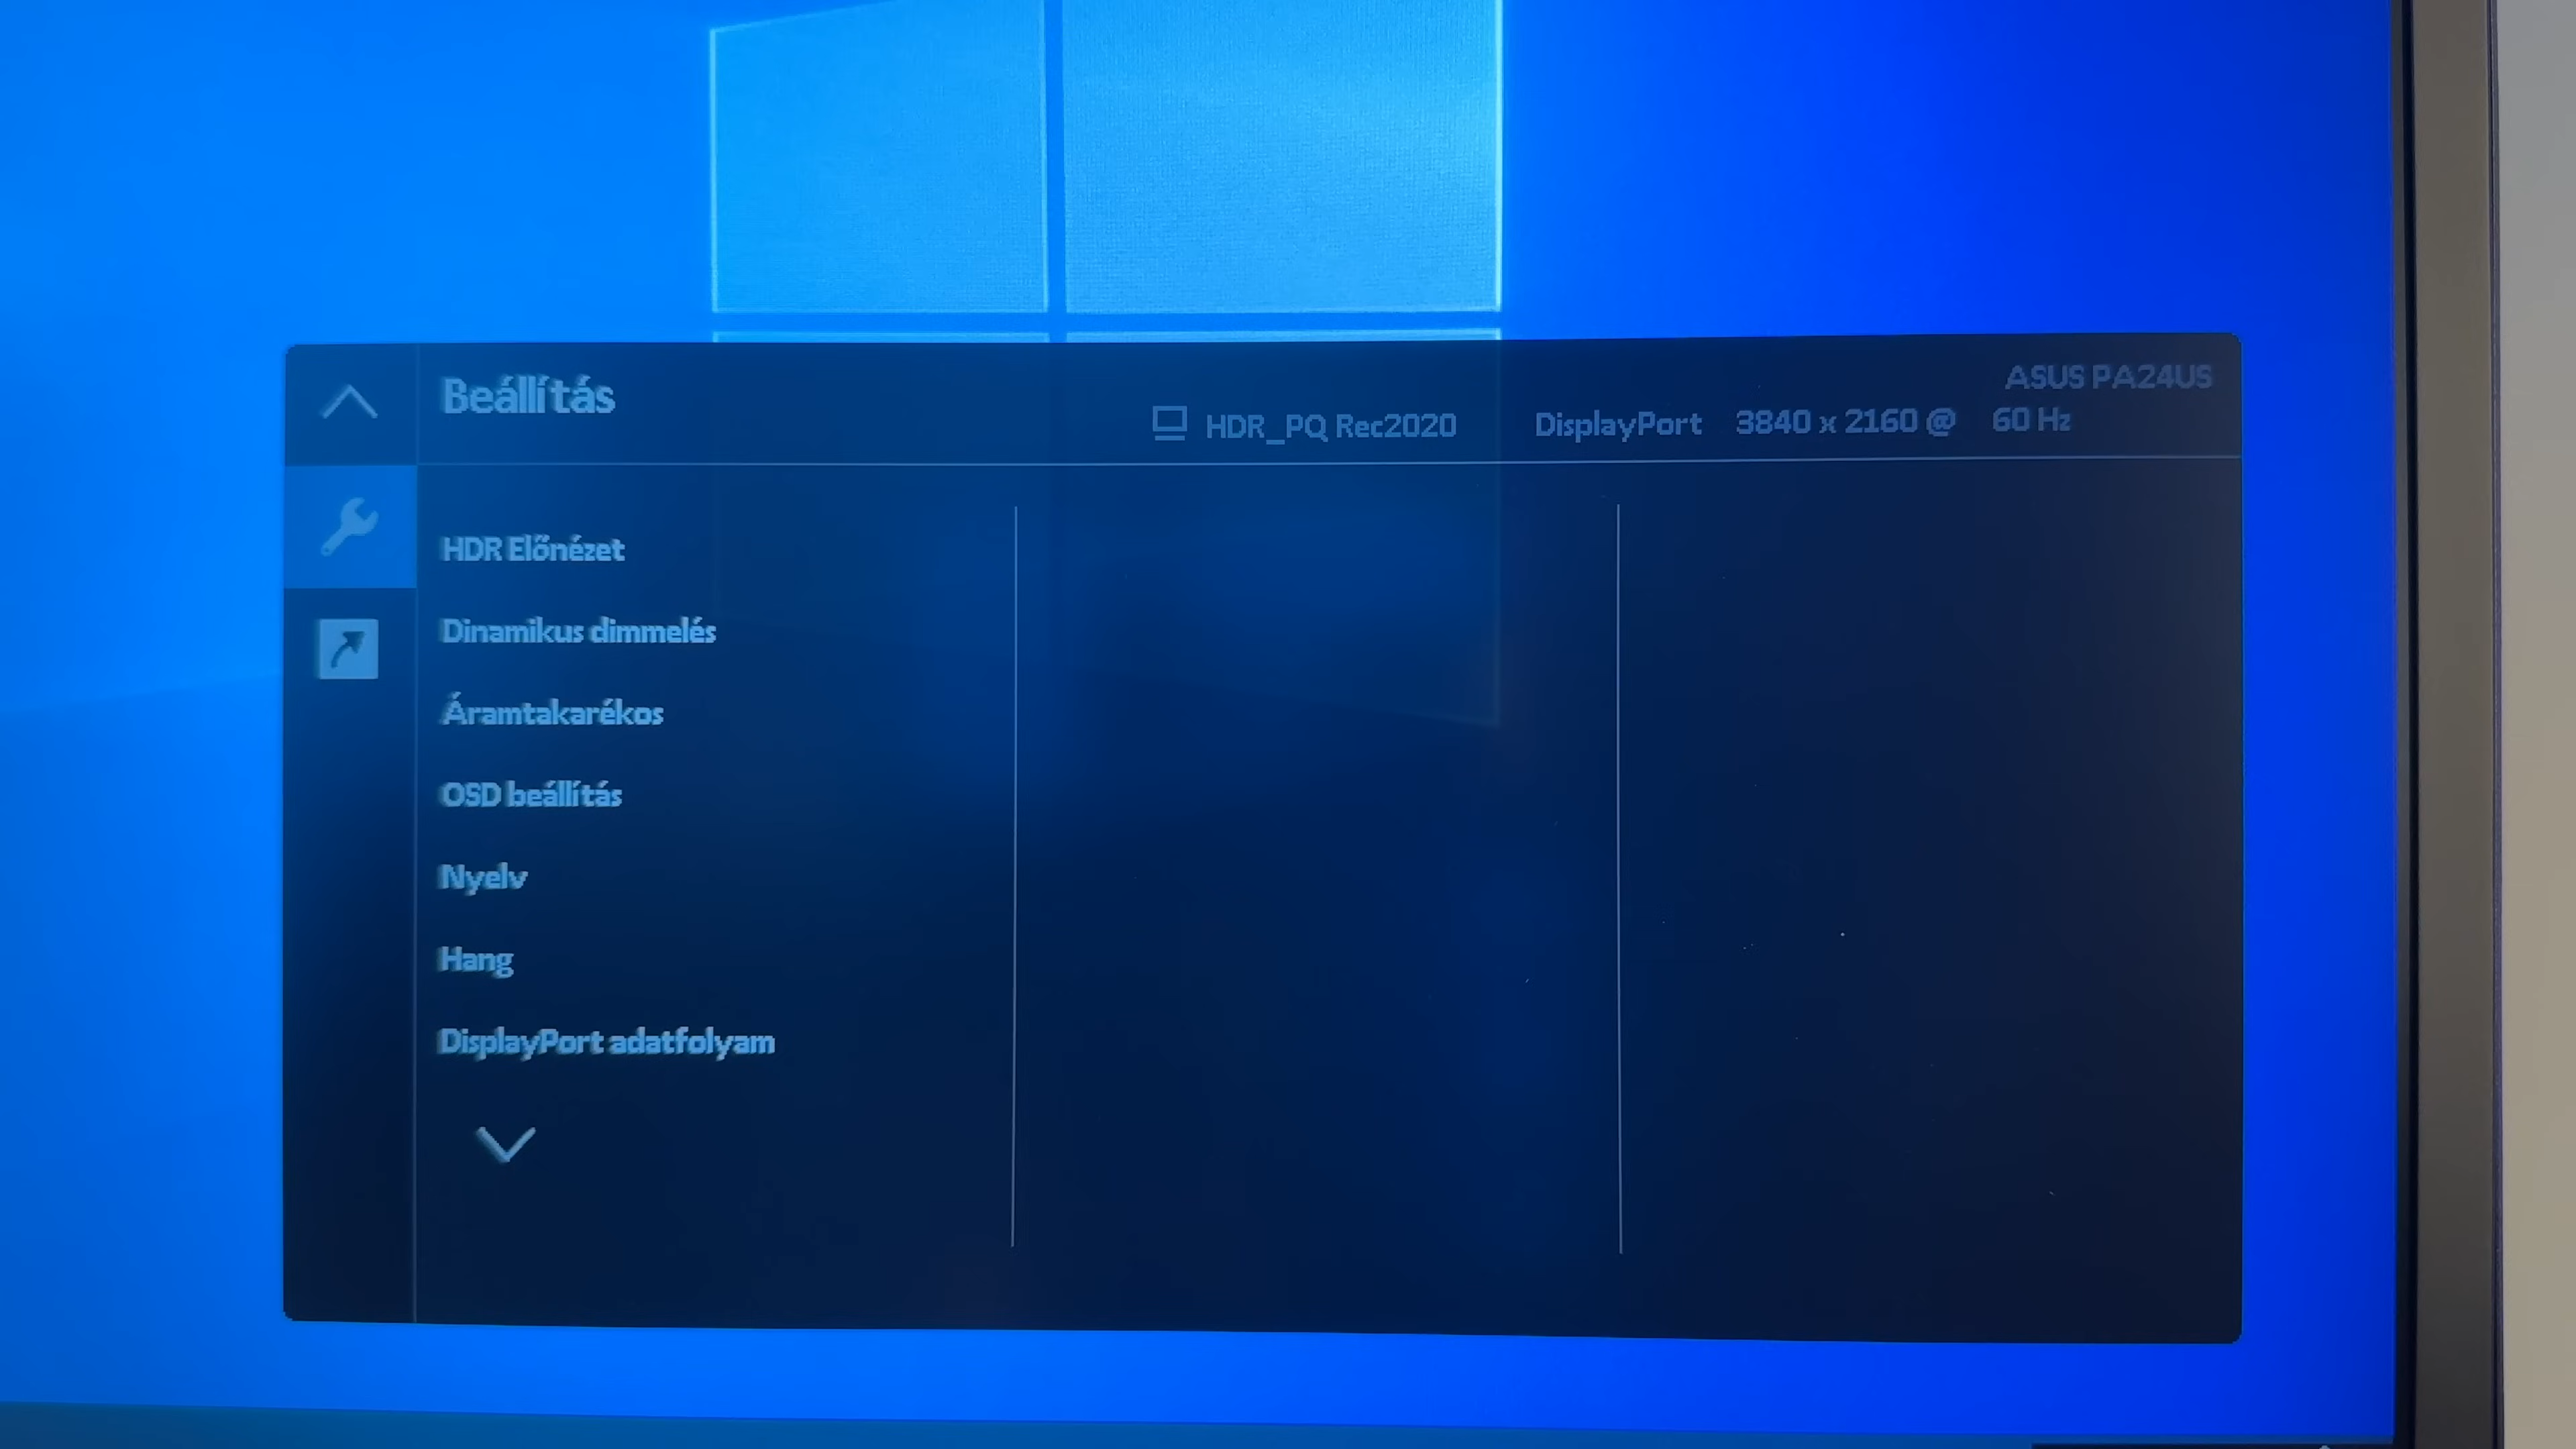 Beállítás
ASUS PA24US
HDR_PQ Rec2020 DisplayPort 3840 x 2160 @ 60 Hz
HDR Előnézet
Dinamikus dimmelés
Áramtakarékos
OSD beállítás
Nyelv
Hang
DisplayPort adatfolyam